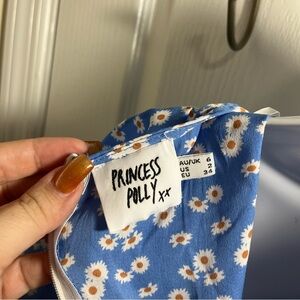 PRINCESS
POLLY xx
AU/UK 6
US 2
EU 34